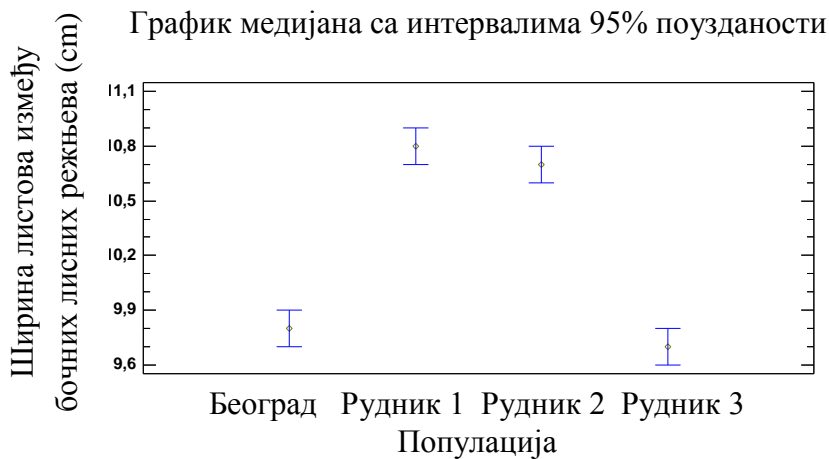 График медијана са интервалима 95% поузданости
Ширина листова између
бочних лисних режњева (cm)
11,1
10,8
10,5
10,2
9,9
9,6
Београд Рудник 1 Рудник 2 Рудник 3
Популација